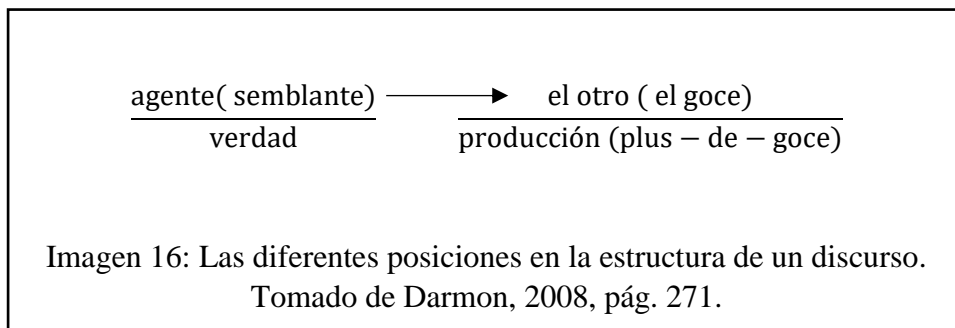 agente( semblante) el otro ( el goce)
verdad producción (plus − de − goce)
Imagen 16: Las diferentes posiciones en la estructura de un discurso.
Tomado de Darmon, 2008, pág. 271.